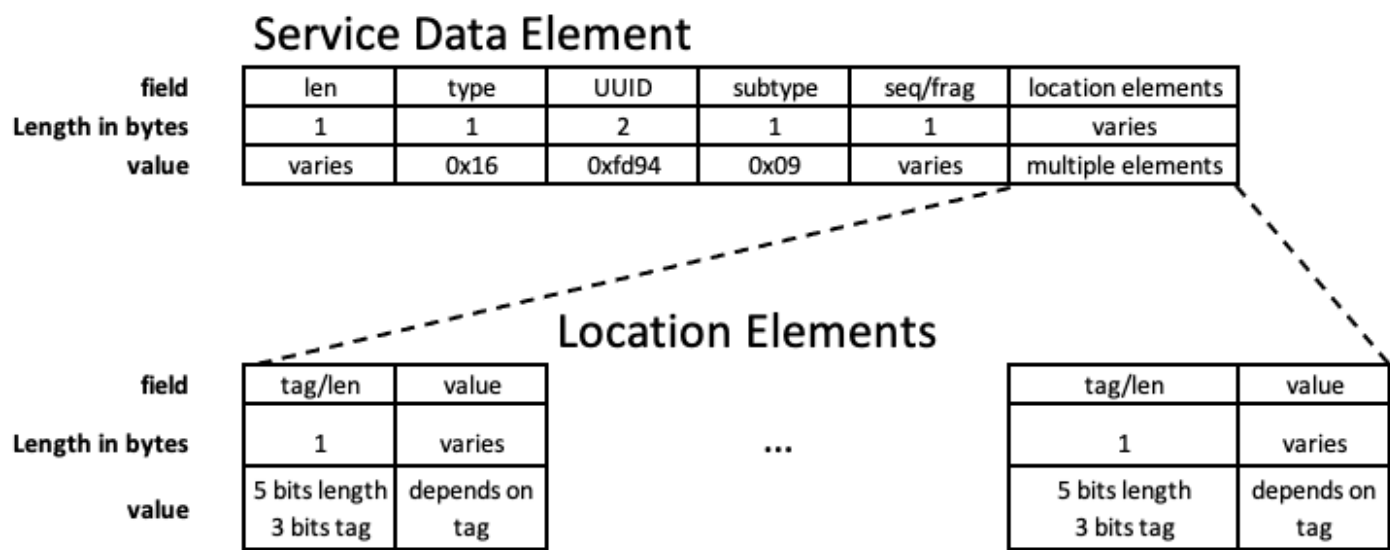 Service Data Element
field len type UUID subtype seq/frag location elements
Length in bytes 1 1 2 1 1 varies
value varies 0x16 0xfd94 0x09 varies multiple elements
Location Elements
field tag/len value tag/len value
Length in bytes 1 varies ... 1 varies
value 5 bits length depends on 5 bits length depends on
3 bits tag tag 3 bits tag tag